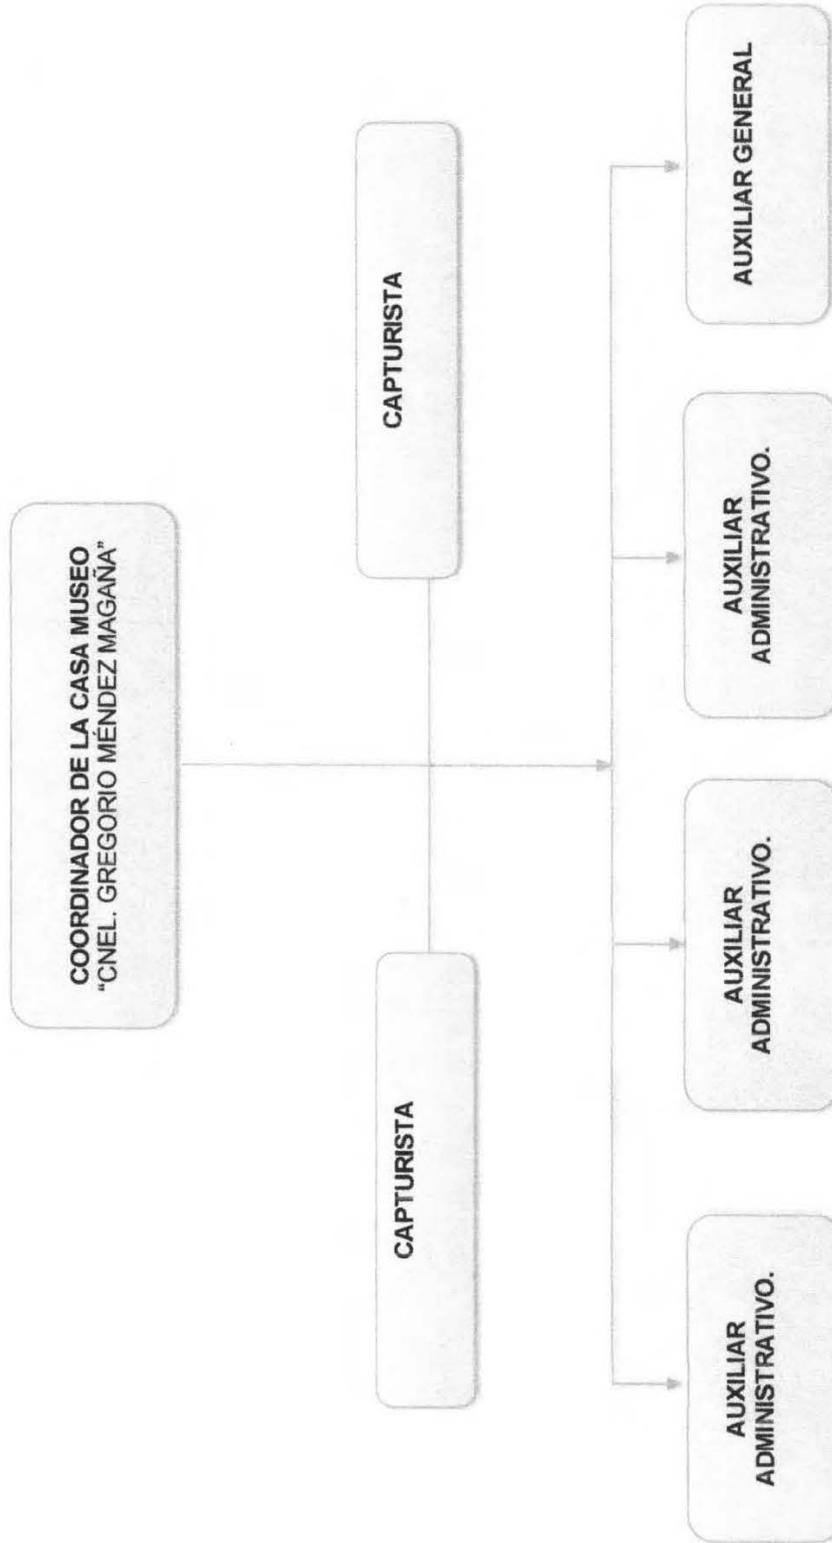 COORDINADOR DE LA CASA MUSEO
“CNEL. GREGORIO MÉNDEZ MAGAÑA”
CAPTURISTA
CAPTURISTA
AUXILIAR
ADMINISTRATIVO.
AUXILIAR
ADMINISTRATIVO.
AUXILIAR
ADMINISTRATIVO.
AUXILIAR GENERAL